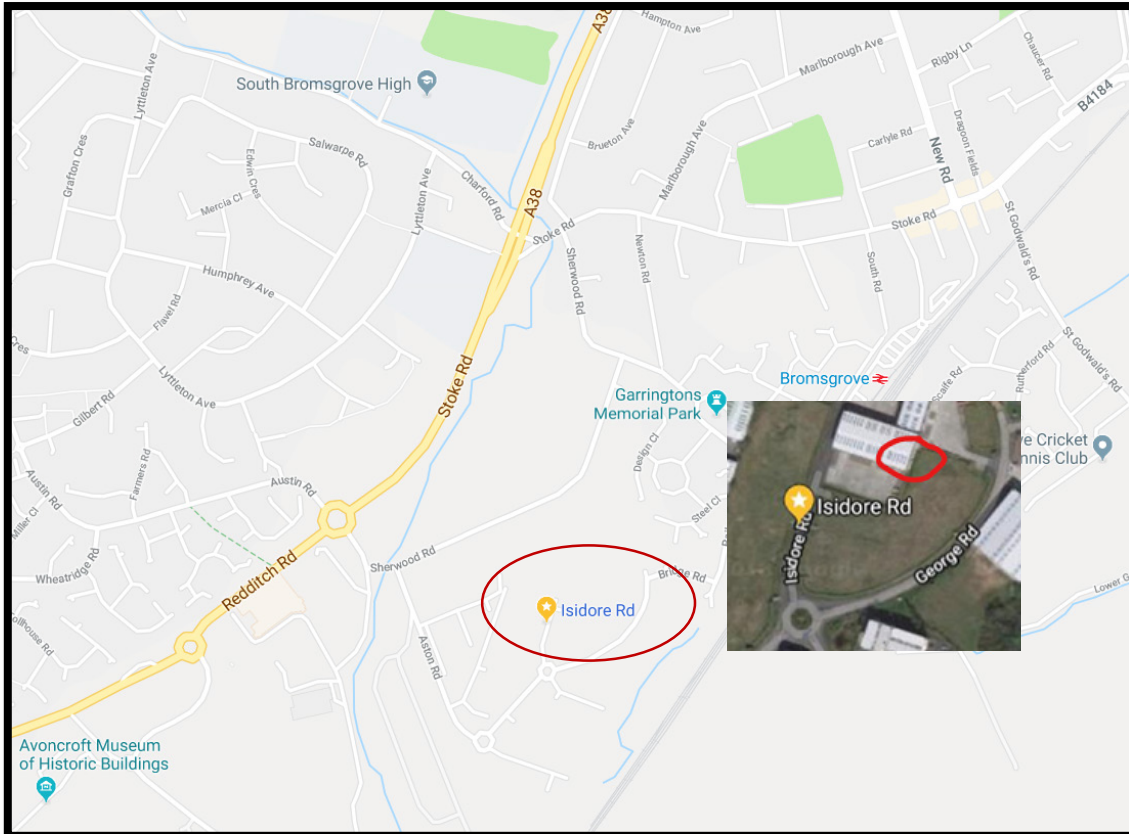 A38
Hampton Ave
Lyttleton Ave
South Bromsgrove High
Marlborough Ave
Rigby Ln
Chaucer Rd
B4184
New Rd
Dragoon Fields
Carlyle Rd
Brueton Ave
Marlborough Ave
Grafton Cres
Edwin Cres
Salwarpe Rd
Mercia Cl
Lyttleton Ave
Charford Rd
A38
Stoke Rd
Stoke Rd
St Godwald's Rd
Sherwood Rd
Newton Rd
South Rd
Humphrey Ave
Flavel Rd
Cres
Lyttleton Ave
Gilbert Rd
Stoke Rd
Bromsgrove
St Godwald's Rd
Rutherford Rd
Scaife Rd
Garringtons
Memorial Park
Design Cl
Steel Cl
e Cricket
nnis Club
Farmers Rd
Austin Rd
Austin Rd
Miller Cl
Wheatridge Rd
ollhouse Rd
Redditch Rd
Sherwood Rd
Bridge Rd
Isidore Rd
Aston Rd
Isidore Rd
Isidore Rd
George Rd
Lower G
Avoncroft Museum
of Historic Buildings